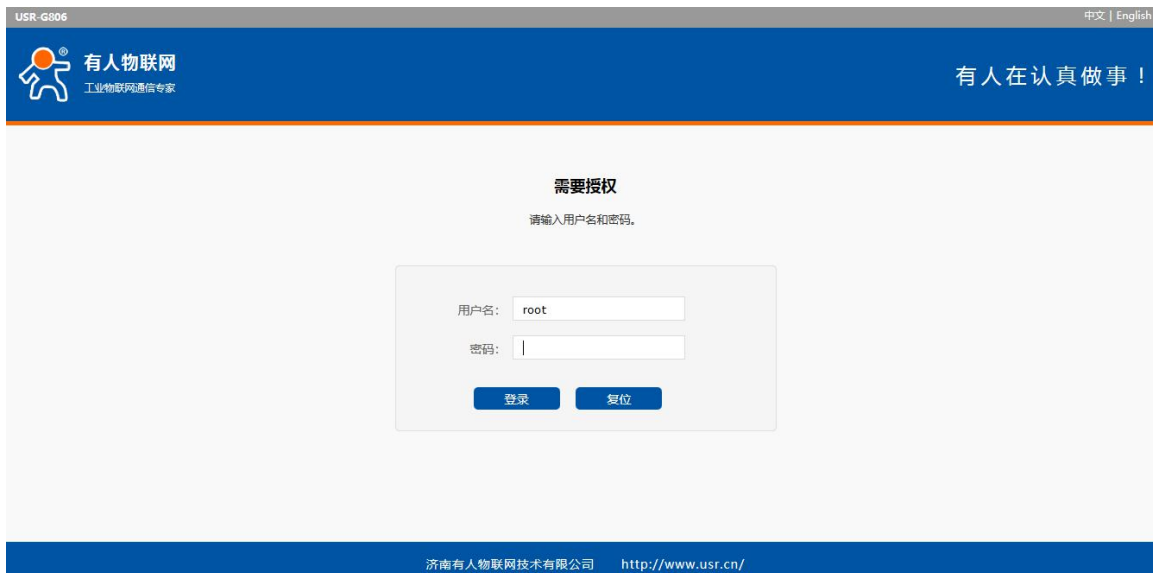 USR-G806
中文 | English
®
有人物联网
工业物联网通信专家
有人在认真做事！
需要授权
请输入用户名和密码。
用户名： root
密码：
登录 复位
济南有人物联网技术有限公司 http://www.usr.cn/